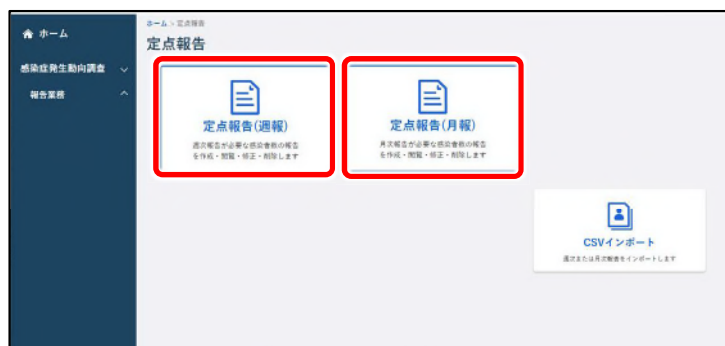 ホーム
感染症発生動向調査
報告業務
ホーム > 定点報告
定点報告
定点報告(週報)
週次報告が必要な感染者数の報告
を作成・閲覧・修正・削除します
定点報告(月報)
月次報告が必要な感染者数の報告
を作成・閲覧・修正・削除します
CSVインポート
週次または月次報告をインポートします